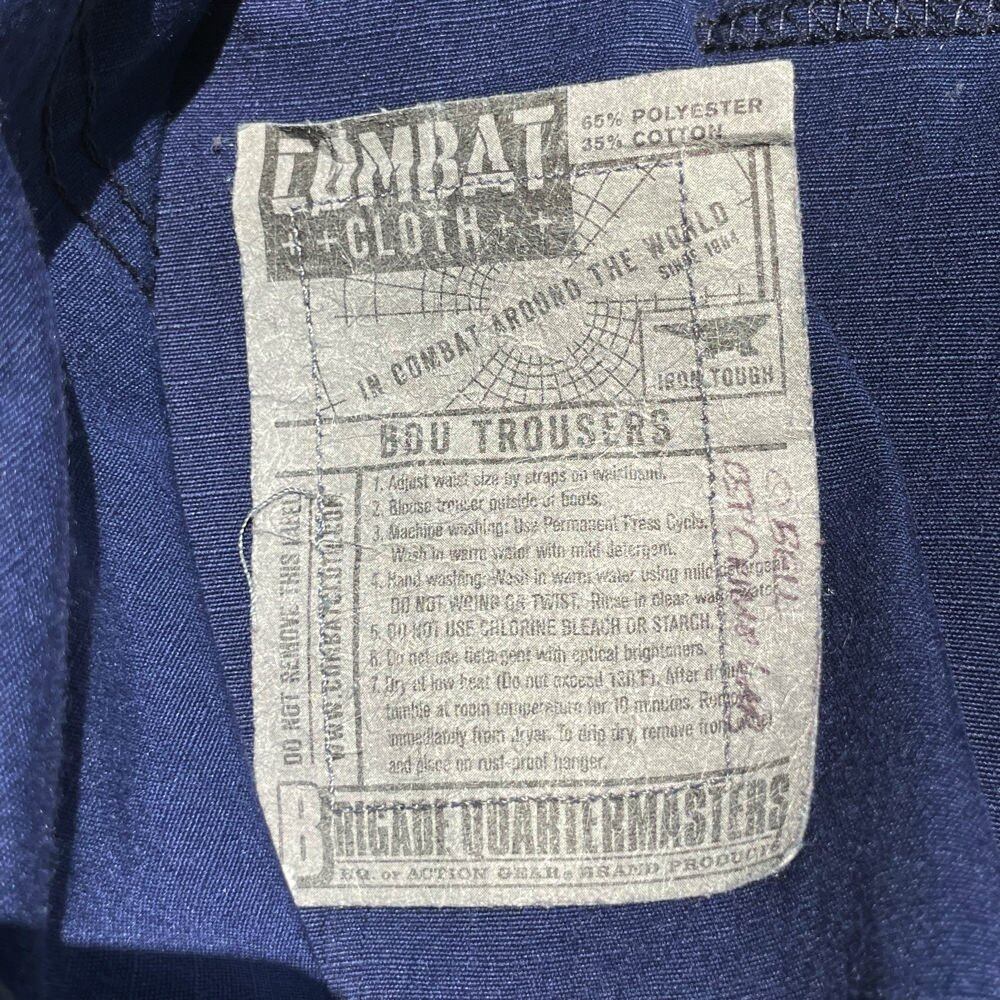 COMBAT
++CLOTH++
65% POLYESTER
35% COTTON
IN COMBAT AROUND THE WORLD
SINCE 1984
IRON TOUGH
BDU TROUSERS
1. Adjust waist size by straps on waistband.
2. Blouse trouser outside of boots.
3. Machine washing: Use Permanent Press Cycle.
Wash in warm water with mild detergent.
4. Hand washing: Wash in warm water using mild detergent.
DO NOT WRING OR TWIST. Rinse in clean warm water.
5. DO NOT USE CHLORINE BLEACH OR STARCH.
6. Do not use detergent with optical brighteners.
7. Dry at low heat (Do not exceed 130°F). After drying,
tumble at room temperature for 10 minutes. Remove
immediately from dryer. To drip dry, remove from
and place on rust-proof hanger.
DO NOT REMOVE THIS LABEL
WWW.COMBATCLOTH.COM
BELL
BRIGADE QUARTERMASTERS
HQ OF ACTION GEAR® BRAND PRODUCTS